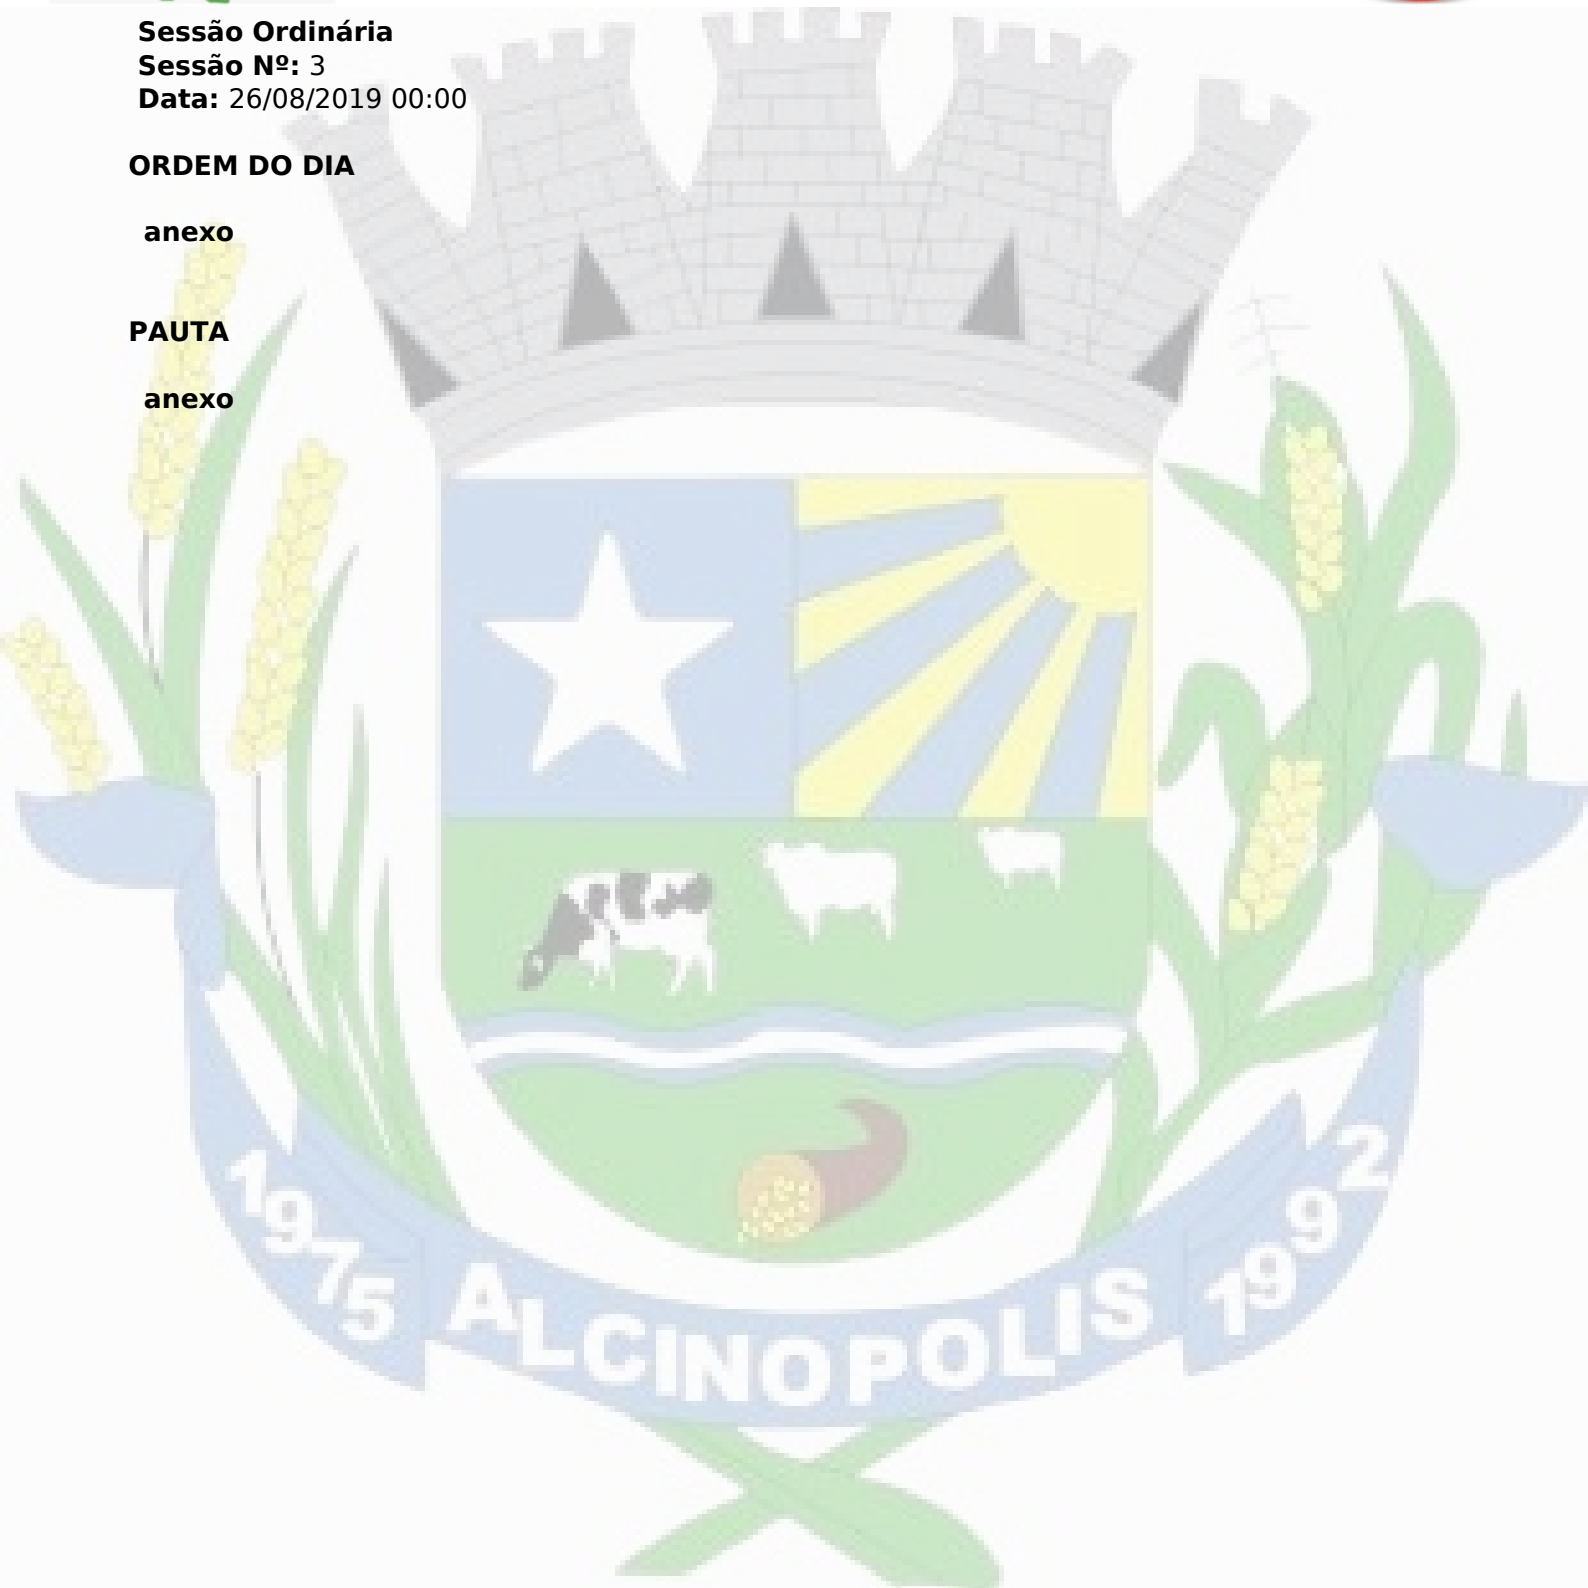 Sessão Ordinária
Sessão Nº: 3
Data: 26/08/2019 00:00
ORDEM DO DIA
anexo
PAUTA
anexo
1975 ALCINOPOLIS 1992